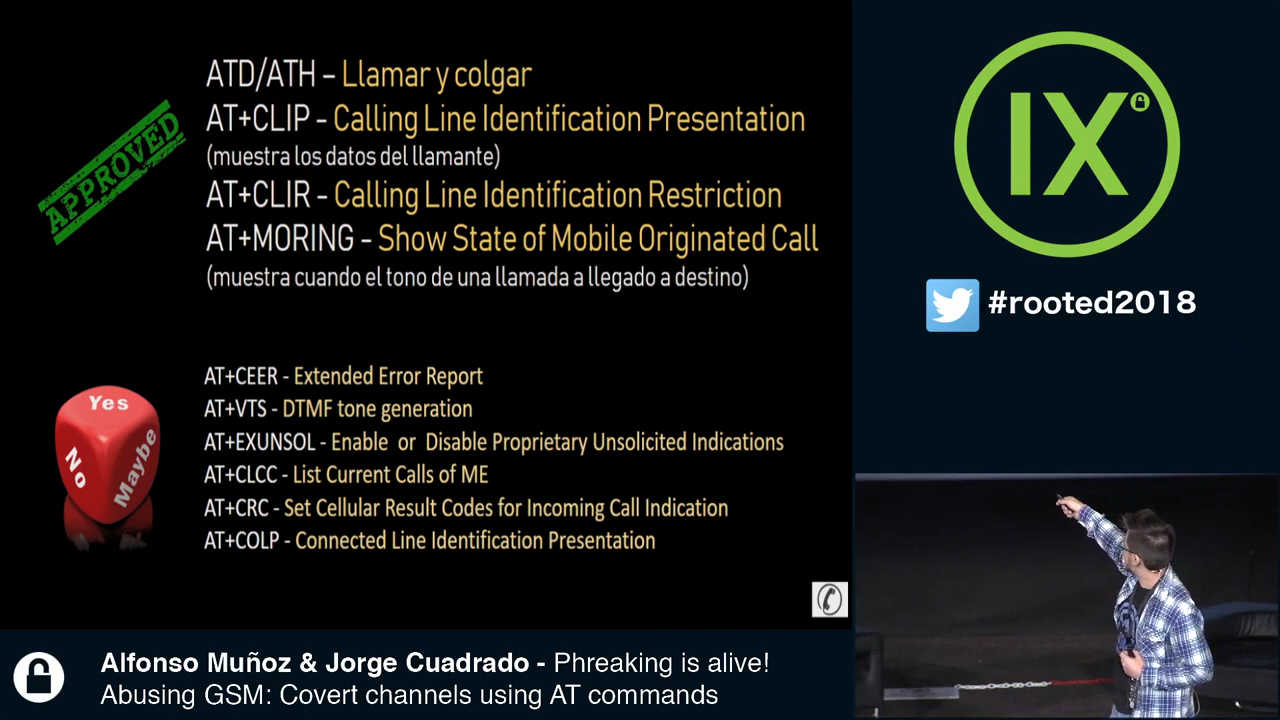 ATD/ATH – Llamar y colgar
AT+CLIP - Calling Line Identification Presentation
(muestra los datos del llamante)
AT+CLIR - Calling Line Identification Restriction
AT+MORING - Show State of Mobile Originated Call
(muestra cuando el tono de una llamada a llegado a destino)
APPROVED
AT+CEER - Extended Error Report
AT+VTS - DTMF tone generation
AT+EXUNSOL - Enable or Disable Proprietary Unsolicited Indications
AT+CLCC - List Current Calls of ME
AT+CRC - Set Cellular Result Codes for Incoming Call Indication
AT+COLP - Connected Line Identification Presentation
Yes
No
Maybe
IX
#rooted2018
Alfonso Muñoz & Jorge Cuadrado - Phreaking is alive!
Abusing GSM: Covert channels using AT commands